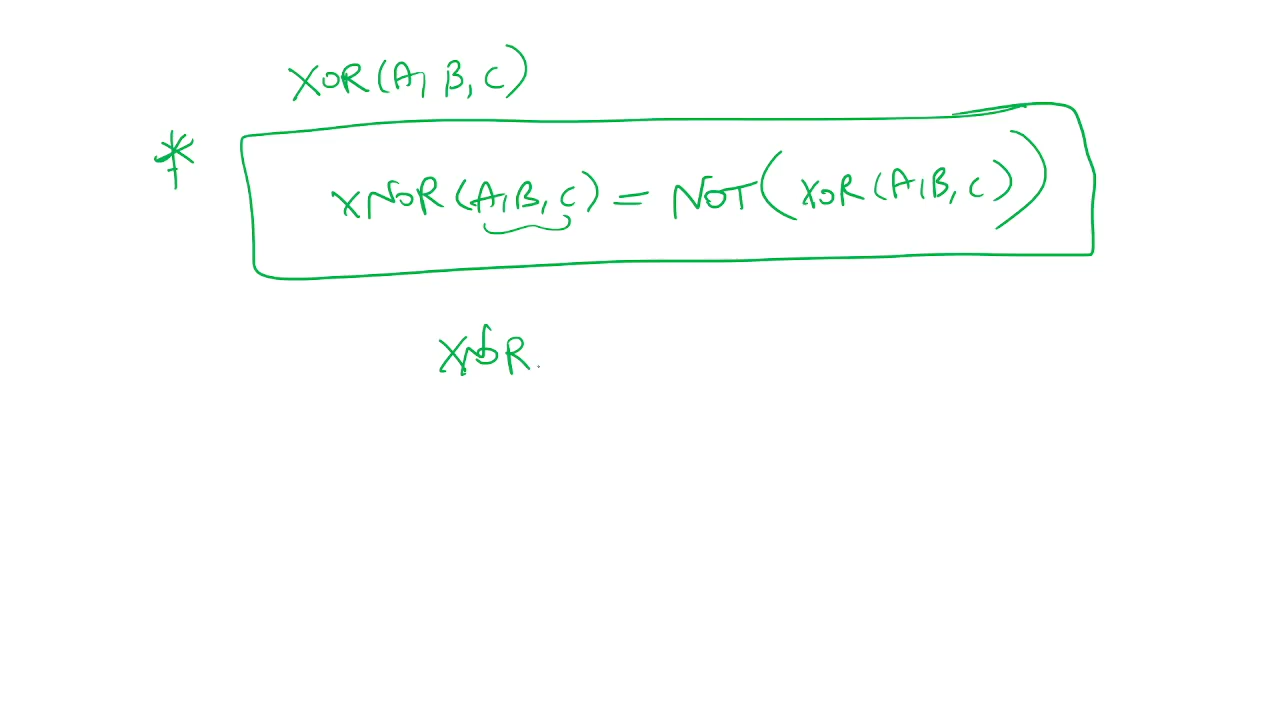 XOR(A, B, C)
* XNOR(A, B, C) = NOT(XOR(A, B, C))
XNOR.